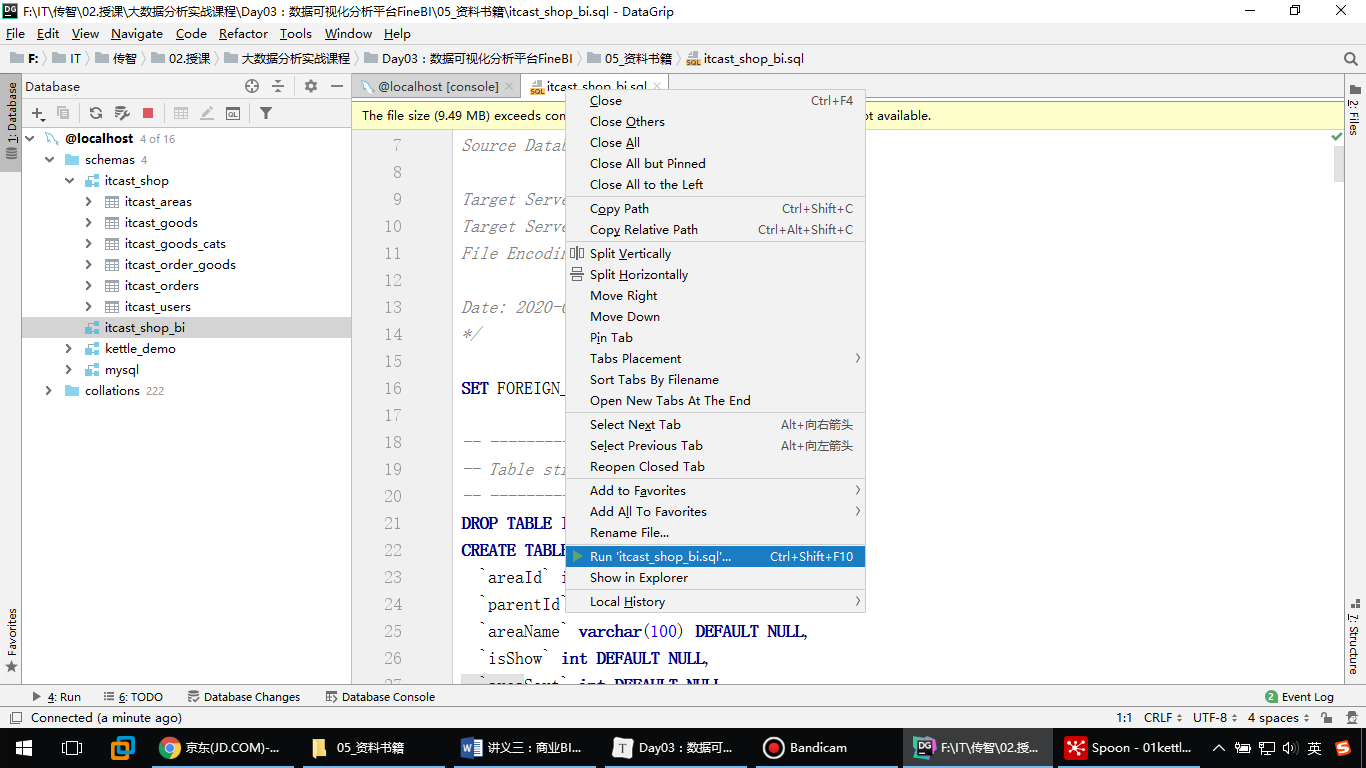 F:\IT\传智\02.授课\大数据分析实战课程\Day03：数据可视化分析平台FineBI\05_资料书籍\itcast_shop_bi.sql - DataGrip
File Edit View Navigate Code Refactor Tools Window Help
F: IT 传智 02.授课 大数据分析实战课程 Day03：数据可视化分析平台FineBI 05_资料书籍 itcast_shop_bi.sql
Database
@localhost [console]
itcast_shop_bi.sql
1: Database
2: Files
@localhost 4 of 16
schemas 4
itcast_shop
itcast_areas
itcast_goods
itcast_goods_cats
itcast_order_goods
itcast_orders
itcast_users
itcast_shop_bi
kettle_demo
mysql
collations 222
The file size (9.49 MB) exceeds
available.
7 Source
8
9 Target
10 Target
11 File
12
13 Date:
14 */
15
16 SET
17
18 -- ----------
19 -- Table
20 -- ----------
21 DROP TABLE
22 CREATE TABLE
23 `areaId`
24 `parentId`
25 `areaName` varchar(100) DEFAULT NULL,
26 `isShow` int DEFAULT NULL,
Close Ctrl+F4
Close Others
Close All
Close All but Pinned
Close All to the Left
Copy Path Ctrl+Shift+C
Copy Relative Path Ctrl+Alt+Shift+C
Split Vertically
Split Horizontally
Move Right
Move Down
Pin Tab
Tabs Placement
Sort Tabs By Filename
Open New Tabs At The End
Select Next Tab Alt+向右箭头
Select Previous Tab Alt+向左箭头
Reopen Closed Tab
Add to Favorites
Add All To Favorites
Rename File...
Run 'itcast_shop_bi.sql'... Ctrl+Shift+F10
Show in Explorer
Local History
Favorites
7: Structure
4: Run 6: TODO Database Changes Database Console
2 Event Log
Connected (a minute ago)
1:1 CRLF UTF-8 4 spaces
京东(JD.COM)-... 05_资料书籍 讲义三：商业BI... Day03：数据可... Bandicam F:\IT\传智\02.授... Spoon - 01kettl... 英